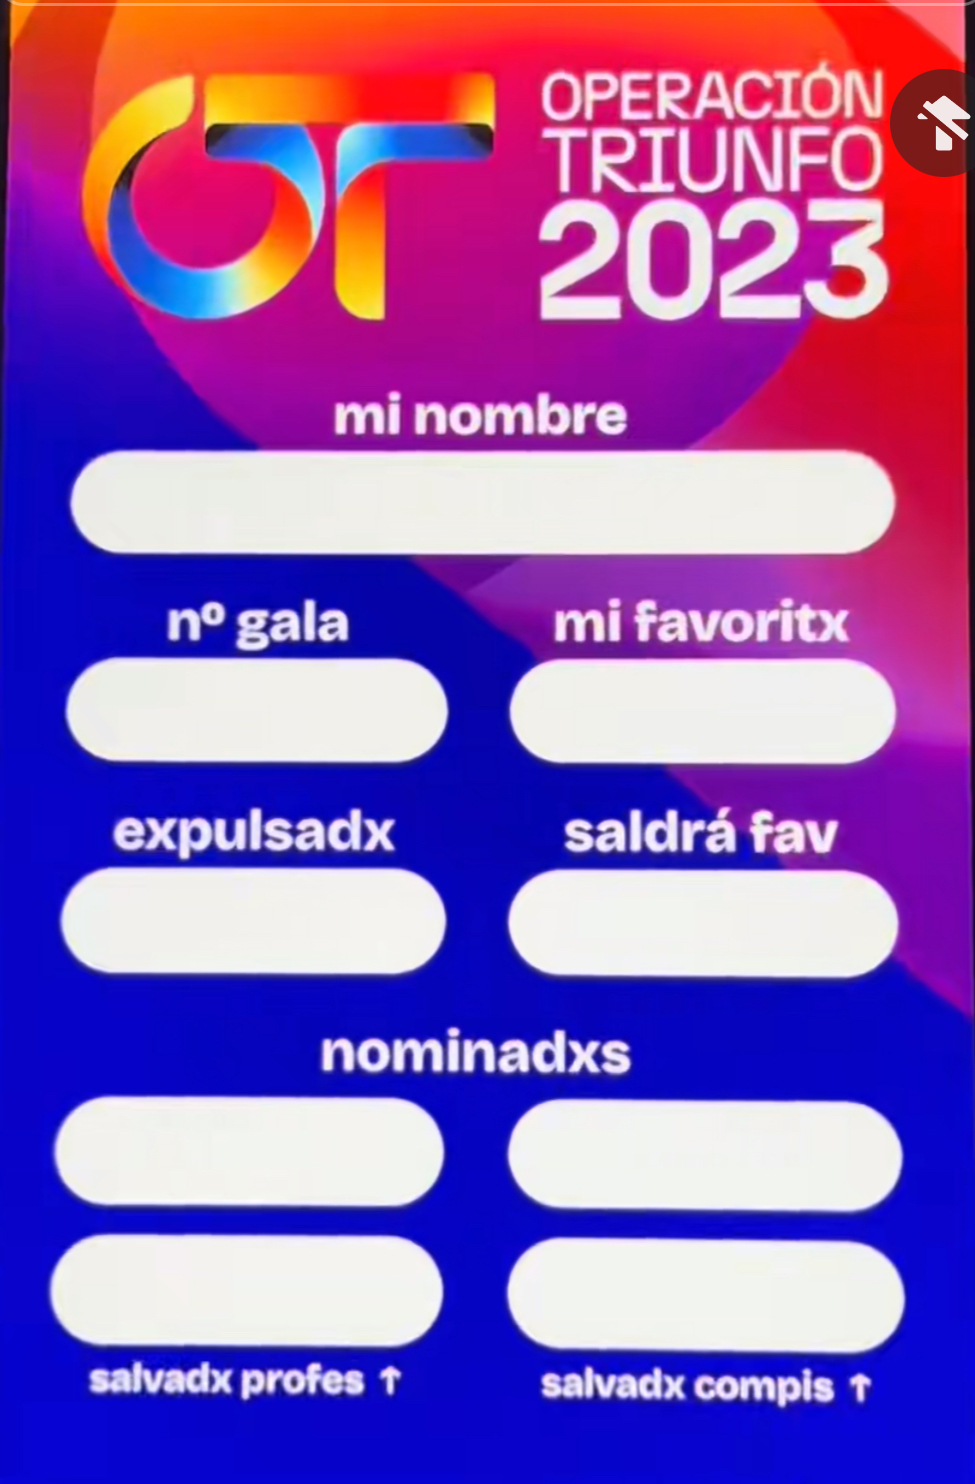 OT
OPERACIÓN
TRIUNFO
2023
mi nombre
nº gala
mi favoritx
expulsadx
saldrá fav
nominadxs
salvadx profes ↑
salvadx compis ↑